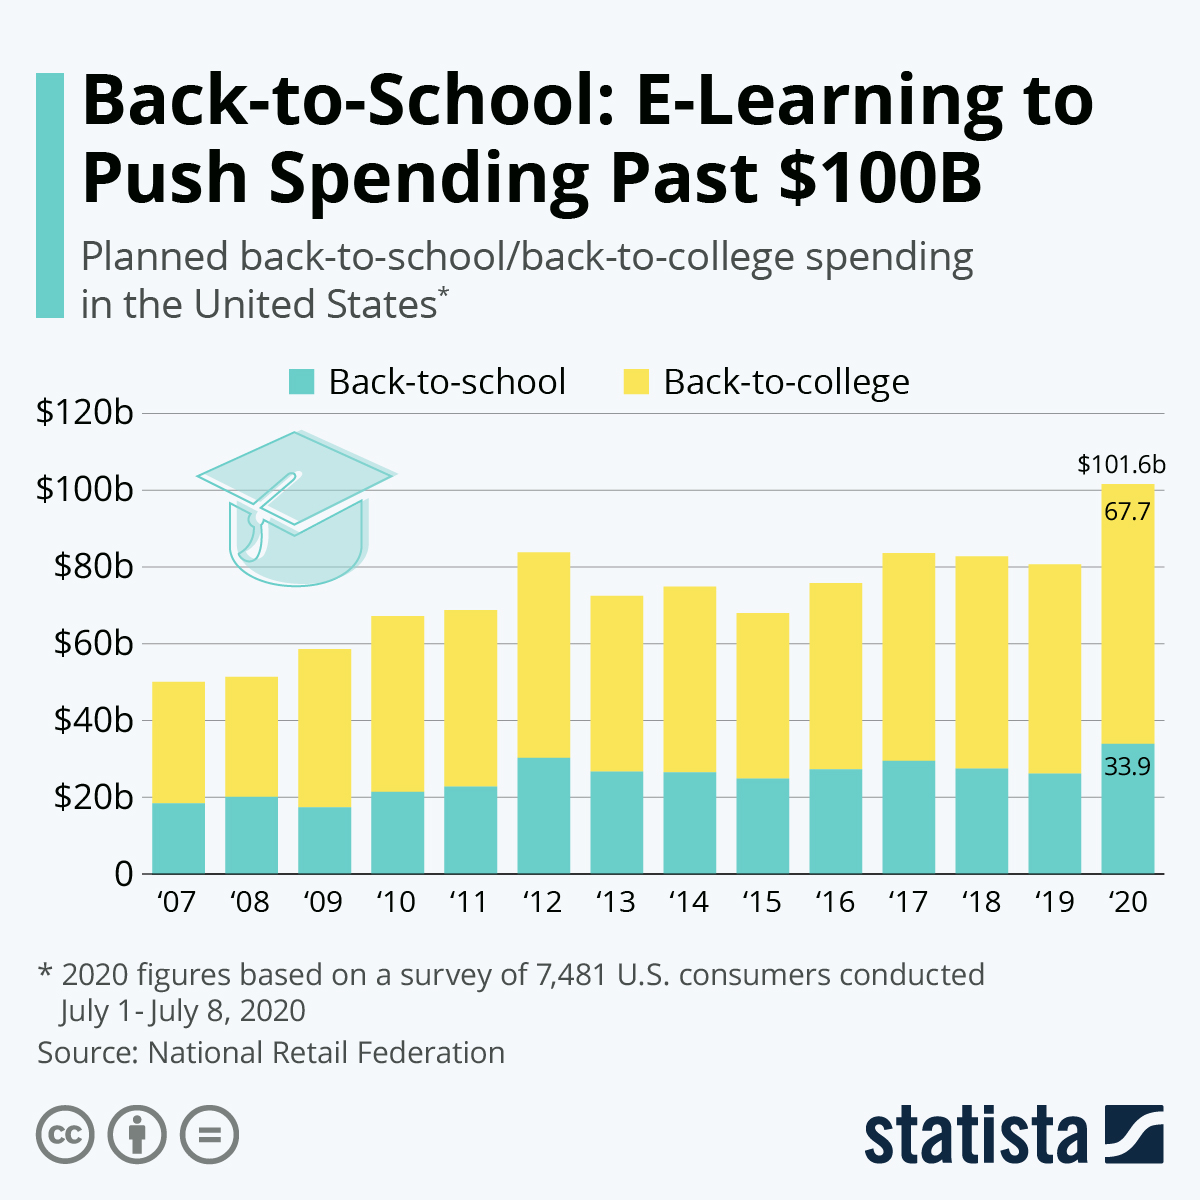 Back-to-School: E-Learning to
Push Spending Past $100B
Planned back-to-school/back-to-college spending
in the United States*
Back-to-school
Back-to-college
$120b
$100b
$80b
$60b
$40b
$20b
0
$101.6b
67.7
33.9
‘07 ‘08 ‘09 ‘10 ‘11 ‘12 ‘13 ‘14 ‘15 ‘16 ‘17 ‘18 ‘19 ‘20
* 2020 figures based on a survey of 7,481 U.S. consumers conducted
July 1- July 8, 2020
Source: National Retail Federation
cc
statista